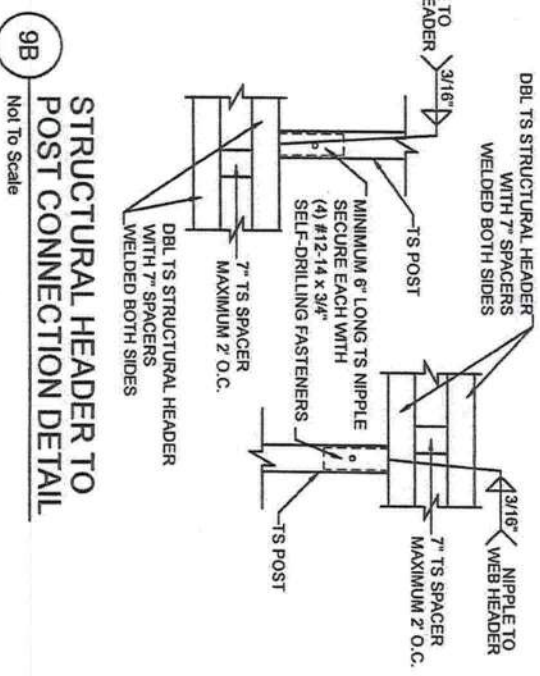 TO
EADER
3/16"
TS POST
MINIMUM 6" LONG TS NIPPLE
SECURE EACH WITH
(4) #12-14 x 3/4"
SELF-DRILLING FASTENERS
7" TS SPACER
MAXIMUM 2' O.C.
DBL TS STRUCTURAL HEADER
WITH 7" SPACERS
WELDED BOTH SIDES
DBL TS STRUCTURAL HEADER
WITH 7" SPACERS
WELDED BOTH SIDES
3/16"
NIPPLE TO
WEB HEADER
7" TS SPACER
MAXIMUM 2' O.C.
TS POST
9B
STRUCTURAL HEADER TO
POST CONNECTION DETAIL
Not To Scale